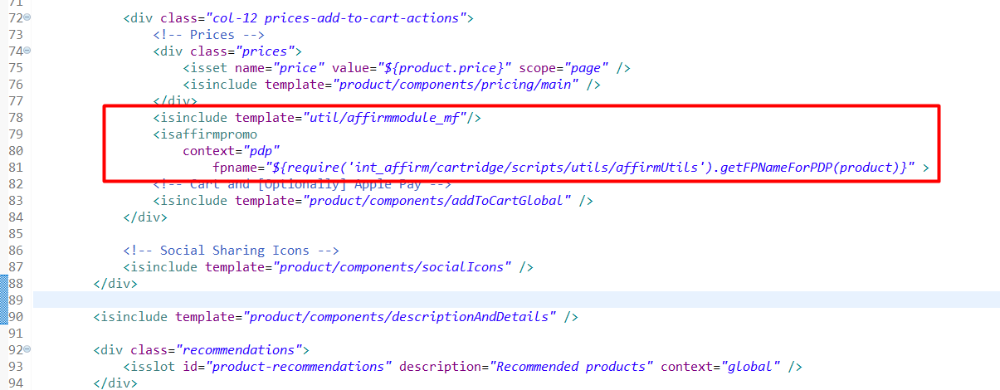 71
72 <div class="col-12 prices-add-to-cart-actions">
73 <!-- Prices -->
74 <div class="prices">
75 <isset name="price" value="${product.price}" scope="page" />
76 <isinclude template="product/components/pricing/main" />
77 </div>
78 <isinclude template="util/affirmmodule_mf"/>
79 <isaffirmpromo
80 context="pdp"
81 fpname="${require('int_affirm/cartridge/scripts/utils/affirmUtils').getFPNameForPDP(product)}" >
82 <!-- Cart and [Optionally] Apple Pay -->
83 <isinclude template="product/components/addToCartGlobal" />
84 </div>
85
86 <!-- Social Sharing Icons -->
87 <isinclude template="product/components/socialIcons" />
88 </div>
89
90 <isinclude template="product/components/descriptionAndDetails" />
91
92 <div class="recommendations">
93 <isslot id="product-recommendations" description="Recommended products" context="global" />
94 </div>